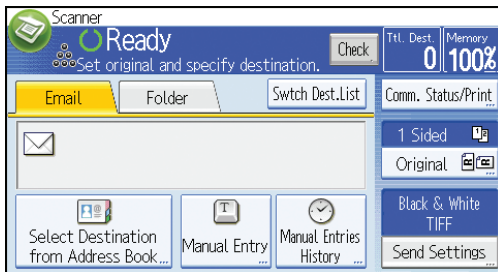 Scanner
Ready
Set original and specify destination.
Check
Ttl. Dest.
0
Memory
100%
Email
Folder
Swtch Dest.List
Comm. Status/Print
1 Sided
Original
Select Destination
from Address Book...
T
Manual Entry
...
Manual Entries
History ...
Black & White
TIFF
Send Settings
...